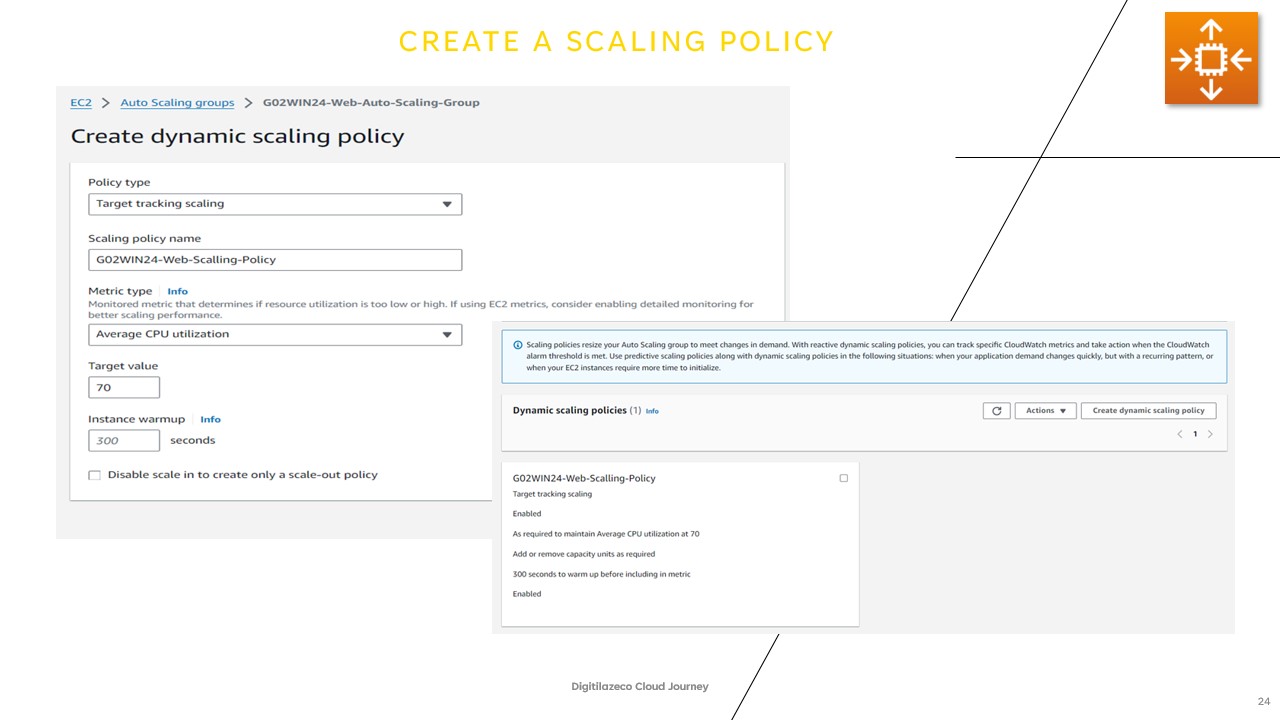 CREATE A SCALING POLICY
EC2 > Auto Scaling groups > G02WIN24-Web-Auto-Scaling-Group
Create dynamic scaling policy
Policy type
Target tracking scaling
Scaling policy name
G02WIN24-Web-Scalling-Policy
Metric type Info
Monitored metric that determines if resource utilization is too low or high. If using EC2 metrics, consider enabling detailed monitoring for
better scaling performance.
Average CPU utilization
Target value
70
Instance warmup Info
300 seconds
Disable scale in to create only a scale-out policy
Scaling policies resize your Auto Scaling group to meet changes in demand. With reactive dynamic scaling policies, you can track specific CloudWatch metrics and take action when the CloudWatch
alarm threshold is met. Use predictive scaling policies along with dynamic scaling policies in the following situations: when your application demand changes quickly, but with a recurring pattern, or
when your EC2 instances require more time to initialize.
Dynamic scaling policies (1) Info
Actions
Create dynamic scaling policy
< 1 >
G02WIN24-Web-Scalling-Policy
Target tracking scaling
Enabled
As required to maintain Average CPU utilization at 70
Add or remove capacity units as required
300 seconds to warm up before including in metric
Enabled
Digitilazeco Cloud Journey
24